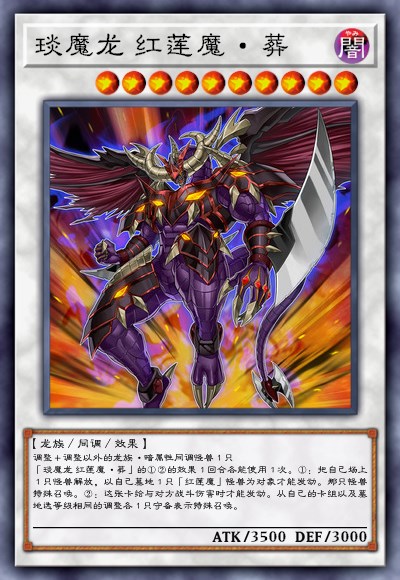 琰魔龙 红莲魔・葬
やみ
闇
【龙族/同调/效果】
调整＋调整以外的龙族・暗属性同调怪兽1只
「琰魔龙 红莲魔・葬」的①②的效果1回合各能使用1次。①：把自己场上
1只怪兽解放，以自己墓地1只「红莲魔」怪兽为对象才能发动。那只怪兽
特殊召唤。②：这张卡给与对方战斗伤害时才能发动。从自己的卡组以及墓
地选等级相同的调整各1只守备表示特殊召唤。
ATK/3500 DEF/3000